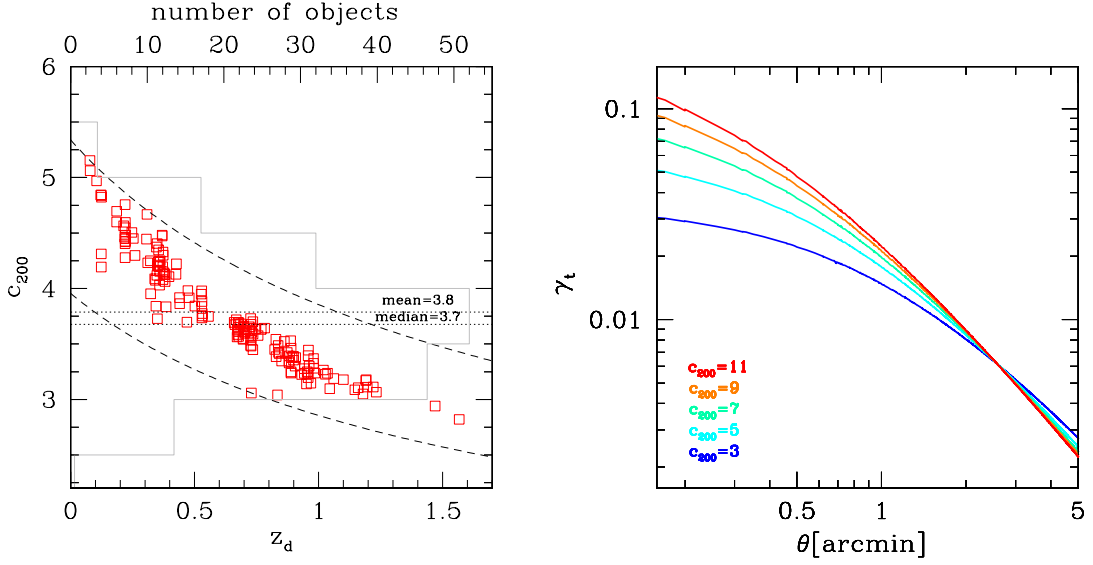 number of objects
0 10 20 30 40 50
6
5
4
3
c200
mean=3.8
median=3.7
0 0.5 1 1.5
zd
0.1
0.01
γt
c200=11
c200=9
c200=7
c200=5
c200=3
0.5 1 5
θ[arcmin]